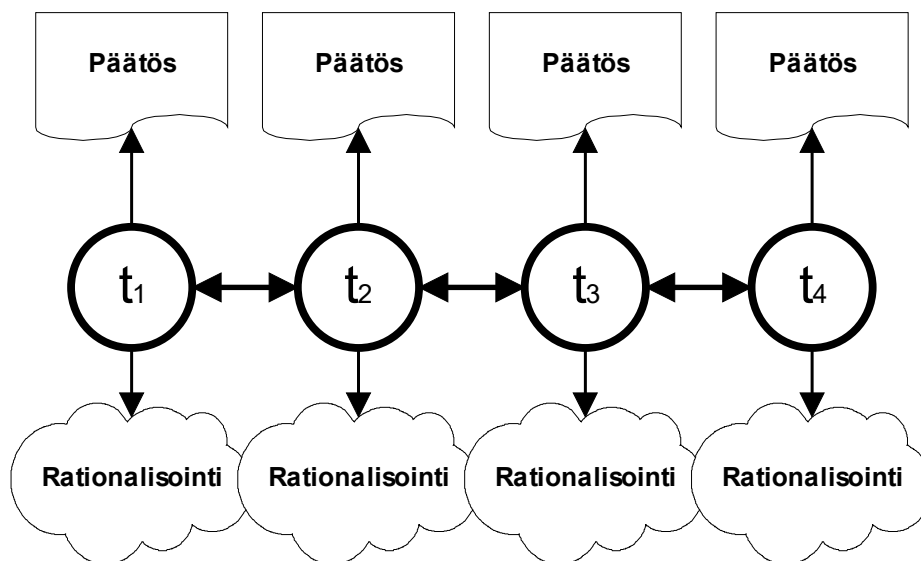 Päätös Päätös Päätös Päätös
t1 t2 t3 t4
Rationalisointi Rationalisointi Rationalisointi Rationalisointi